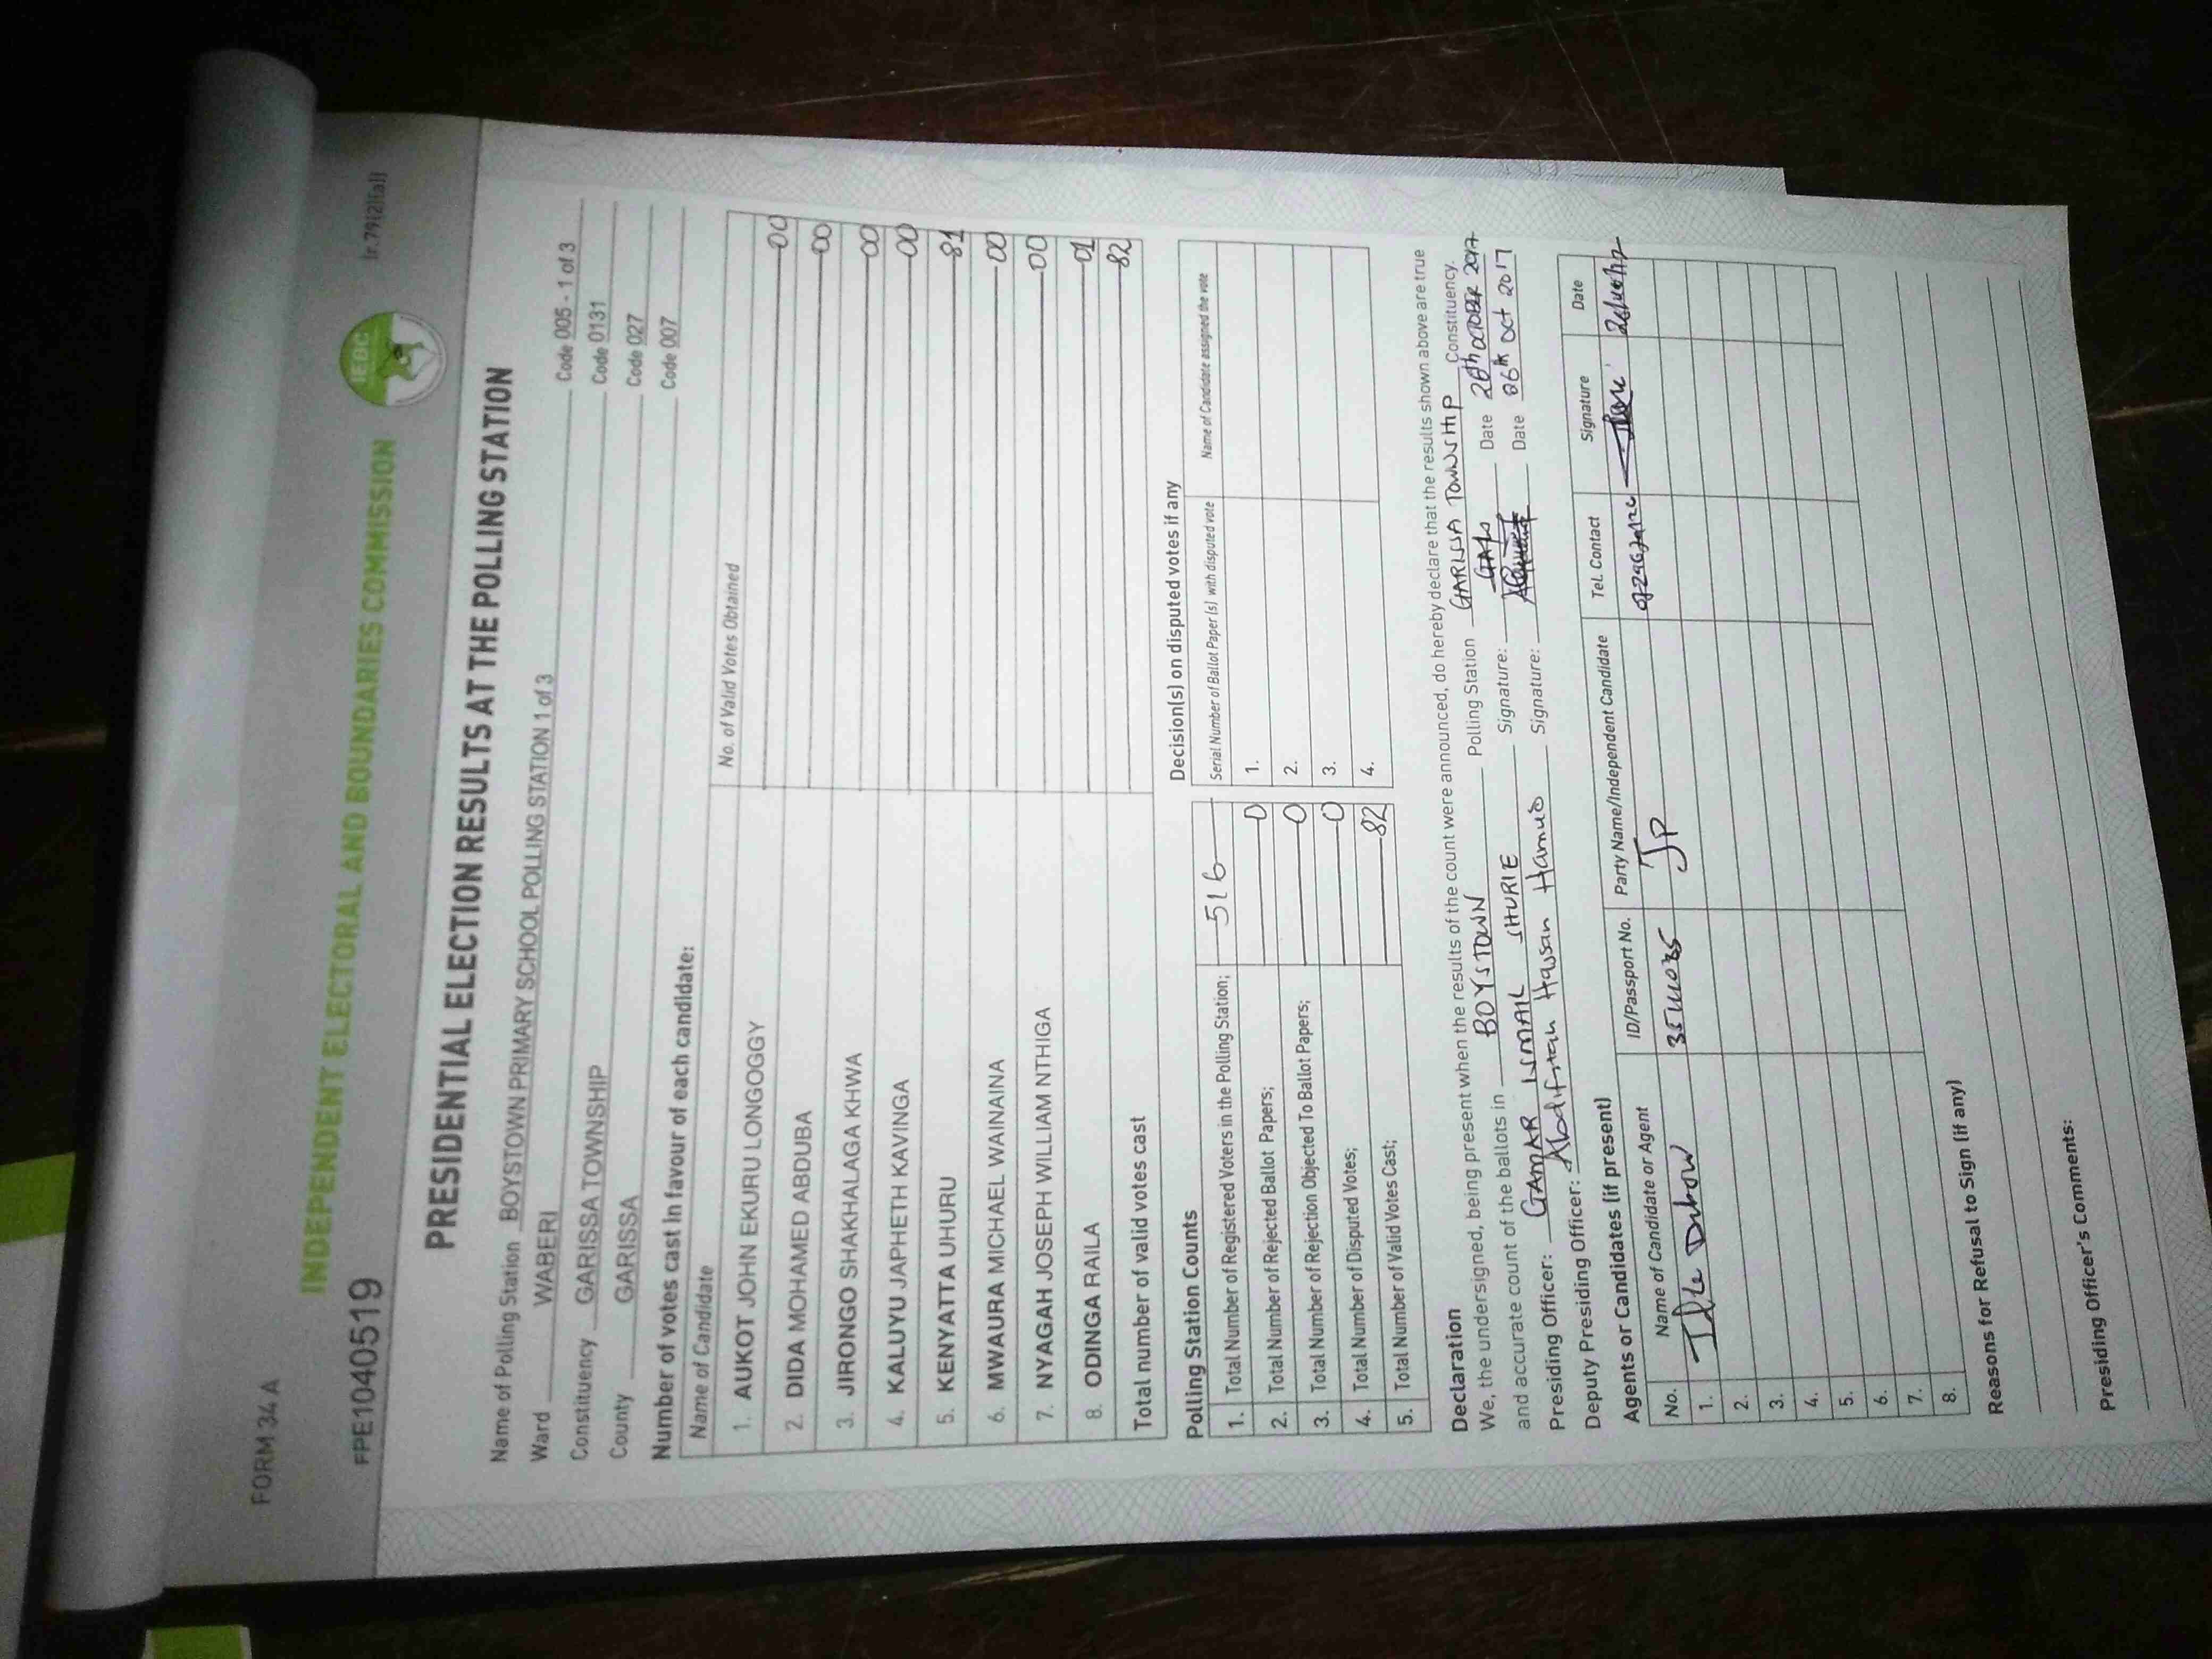 FORM 34 A
INDEPENDENT ELECTORAL AND BOUNDARIES COMMISSION
IEBC
(r.79(2)(a))
FPE1040519
PRESIDENTIAL ELECTION RESULTS AT THE POLLING STATION
Name of Polling Station BOYSTOWN PRIMARY SCHOOL POLLING STATION 1 of 3 Code 005 - 1 of 3
Ward WABERI Code 0131
Constituency GARISSA TOWNSHIP Code 027
County GARISSA Code 007
Number of votes cast in favour of each candidate:
Name of Candidate No. of Valid Votes Obtained
1. AUKOT JOHN EKURU LONGOGGY 00
2. DIDA MOHAMED ABDUBA 00
3. JIRONGO SHAKHALAGA KHWA 00
4. KALUYU JAPHETH KAVINGA 00
5. KENYATTA UHURU 81
6. MWAURA MICHAEL WAINAINA 00
7. NYAGAH JOSEPH WILLIAM NTHIGA 00
8. ODINGA RAILA 01
Total number of valid votes cast 82
Polling Station Counts
1. Total Number of Registered Voters in the Polling Station; 516
2. Total Number of Rejected Ballot Papers; 0
3. Total Number of Rejection Objected To Ballot Papers; 0
4. Total Number of Disputed Votes; 0
5. Total Number of Valid Votes Cast; 82
Decision(s) on disputed votes if any
Serial Number of Ballot Paper (s) with disputed vote Name of Candidate assigned the vote
1.
2.
3.
4.
Declaration
We, the undersigned, being present when the results of the count were announced, do hereby declare that the results shown above are true
and accurate count of the ballots in BOYSTOWN Polling Station GARISSA TOWNSHIP Constituency.
Presiding Officer: GAMAR ISMAIL SHURIE Signature: Date 26th OCTOBER 2017
Deputy Presiding Officer: Abdifatah Hassan Hamud Signature: Date 26th Oct 2017
Agents or Candidates (if present)
No. Name of Candidate or Agent ID/Passport No. Party Name/Independent Candidate Tel. Contact Signature Date
1. JP
2.
3.
4.
5.
6.
7.
8.
Reasons for Refusal to Sign (if any)
Presiding Officer's Comments: